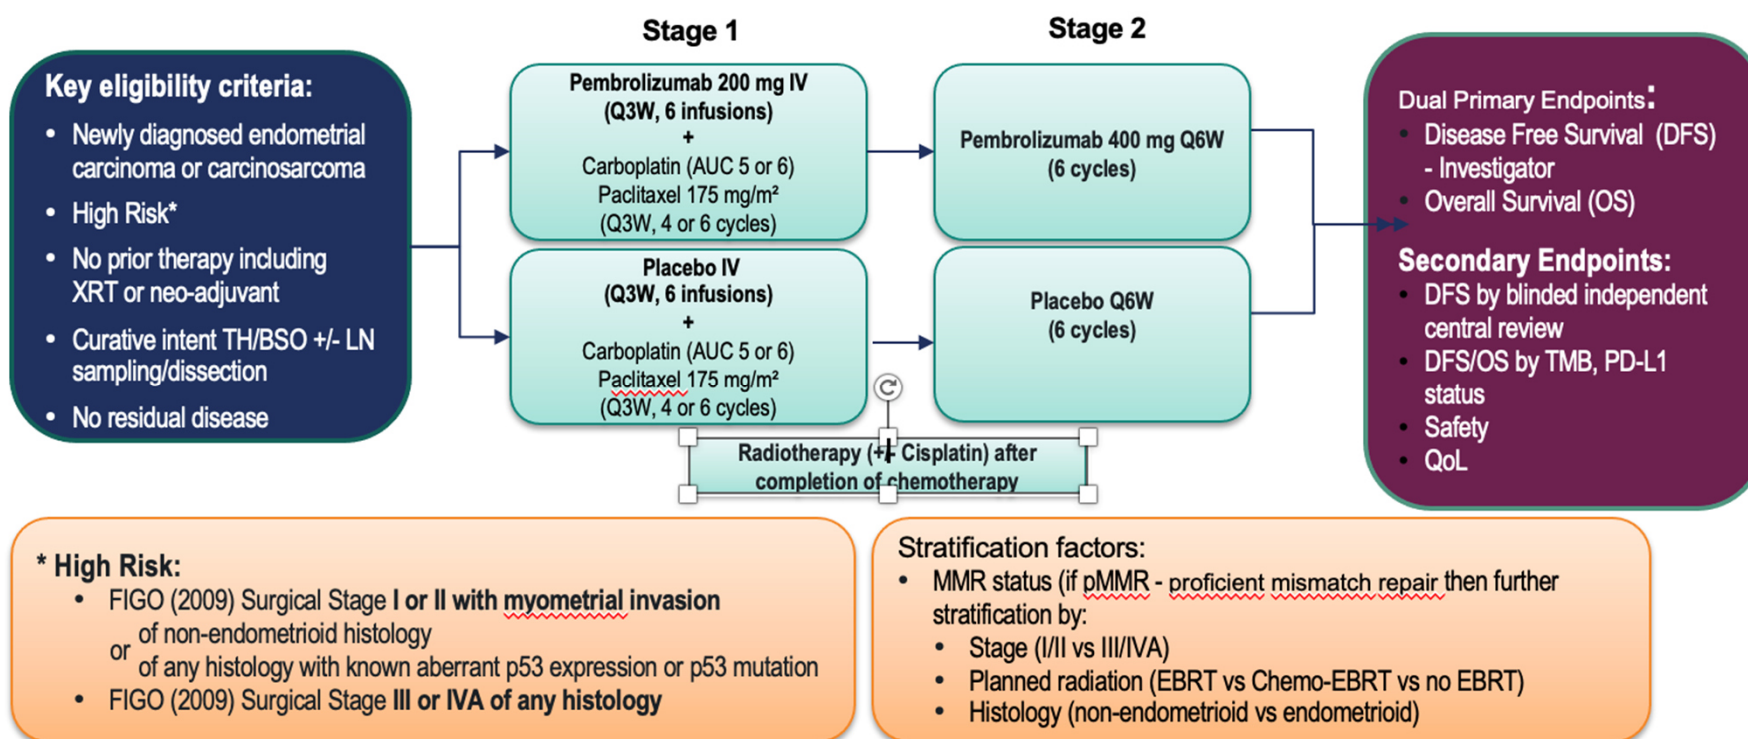 Stage 1
Stage 2
Key eligibility criteria:
• Newly diagnosed endometrial
carcinoma or carcinosarcoma
• High Risk*
• No prior therapy including
XRT or neo-adjuvant
• Curative intent TH/BSO +/- LN
sampling/dissection
• No residual disease
Pembrolizumab 200 mg IV
(Q3W, 6 infusions)
+
Carboplatin (AUC 5 or 6)
Paclitaxel 175 mg/m²
(Q3W, 4 or 6 cycles)
Pembrolizumab 400 mg Q6W
(6 cycles)
Placebo IV
(Q3W, 6 infusions)
+
Carboplatin (AUC 5 or 6)
Paclitaxel 175 mg/m²
(Q3W, 4 or 6 cycles)
Placebo Q6W
(6 cycles)
Radiotherapy (+/- Cisplatin) after
completion of chemotherapy
Dual Primary Endpoints:
• Disease Free Survival (DFS)
- Investigator
• Overall Survival (OS)
Secondary Endpoints:
• DFS by blinded independent
central review
• DFS/OS by TMB, PD-L1
status
• Safety
• QoL
* High Risk:
• FIGO (2009) Surgical Stage I or II with myometrial invasion
of non-endometrioid histology
or
of any histology with known aberrant p53 expression or p53 mutation
• FIGO (2009) Surgical Stage III or IVA of any histology
Stratification factors:
• MMR status (if pMMR - proficient mismatch repair then further
stratification by:
• Stage (I/II vs III/IVA)
• Planned radiation (EBRT vs Chemo-EBRT vs no EBRT)
• Histology (non-endometrioid vs endometrioid)